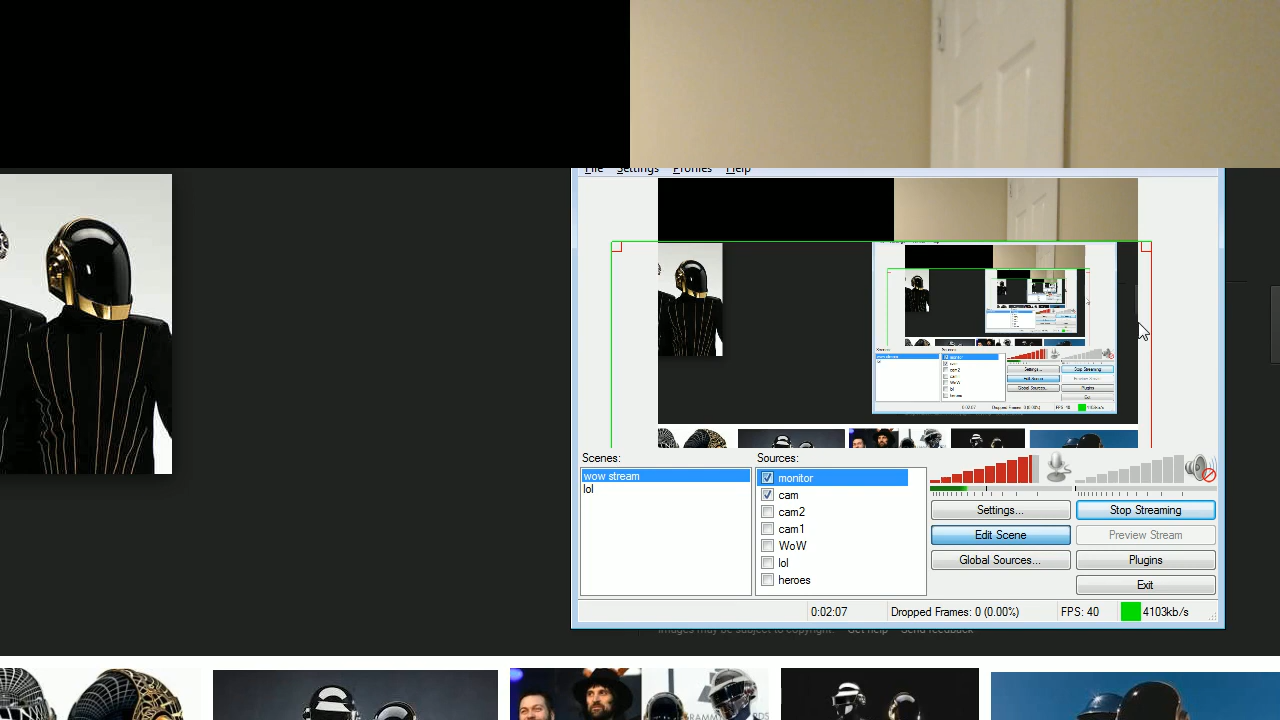 File Settings Profiles Help
Scenes:
wow stream
lol
Sources:
monitor
cam
cam2
cam1
WoW
lol
heroes
Settings...
Stop Streaming
Edit Scene
Preview Stream
Global Sources...
Plugins
Exit
0:02:07
Dropped Frames: 0 (0.00%)
FPS: 40
4103kb/s
Images may be subject to copyright.
Get help
Send feedback